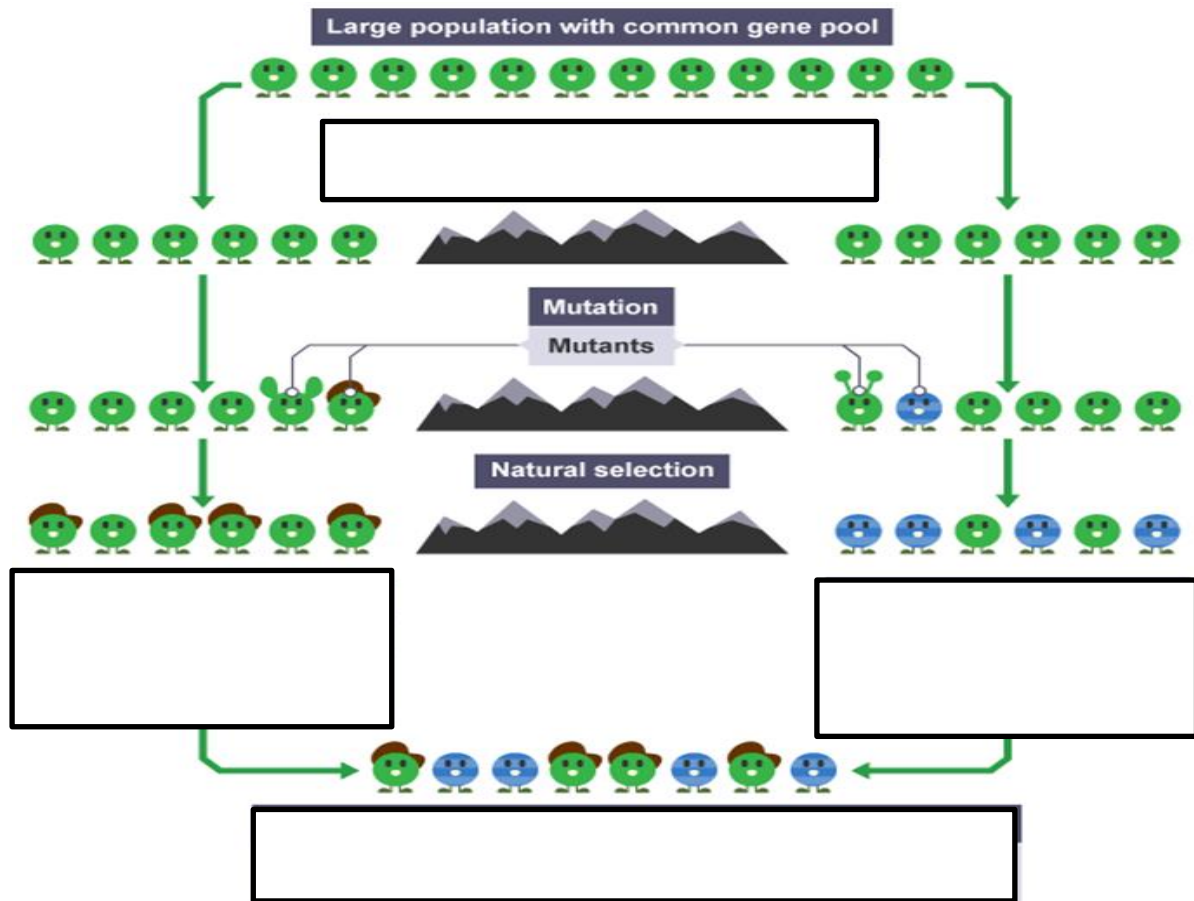 Large population with common gene pool
Mutation
Mutants
Natural selection